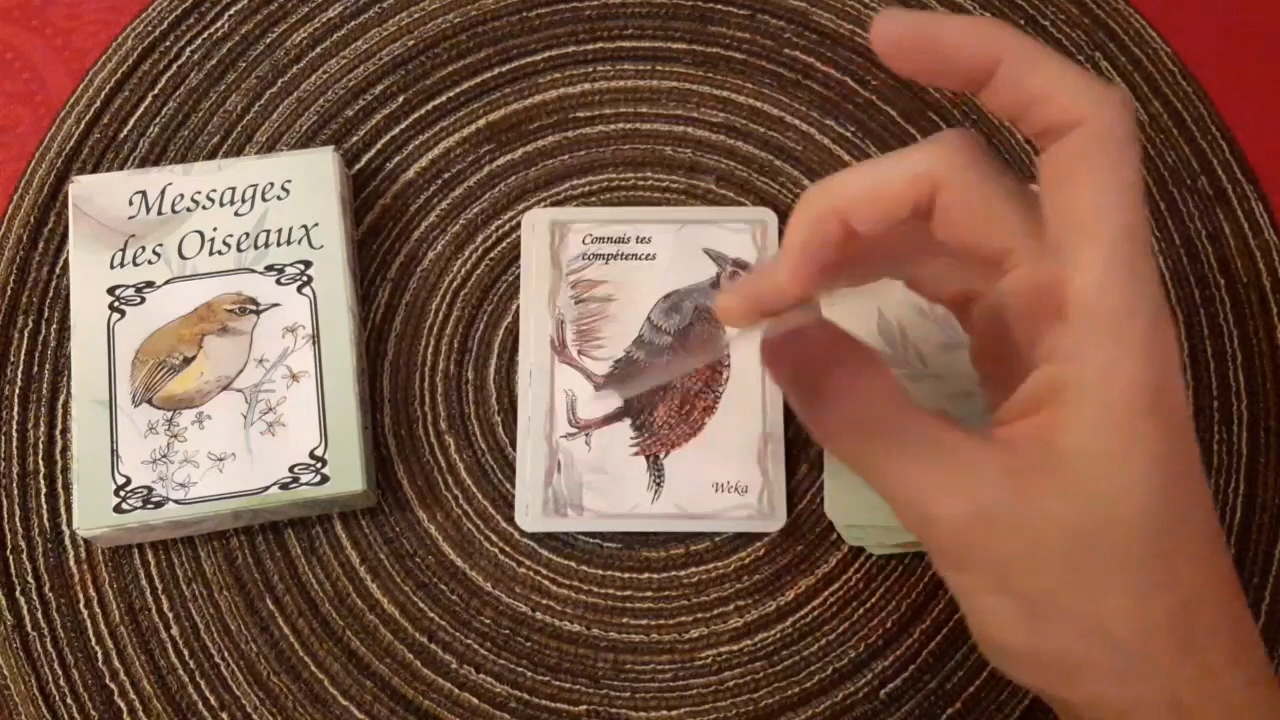 Messages
des Oiseaux
Connais tes
compétences
Weka